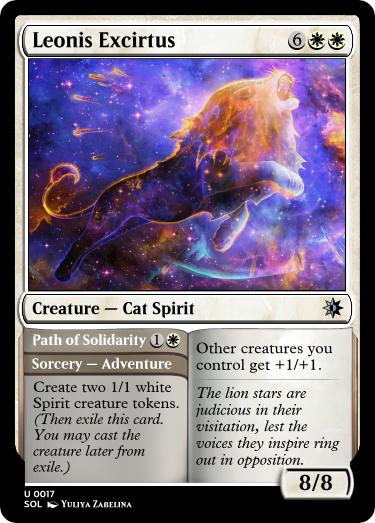 Leonis Excirtus 6
Creature — Cat Spirit
Path of Solidarity 1
Sorcery — Adventure
Create two 1/1 white
Spirit creature tokens.
(Then exile this card.
You may cast the
creature later from
exile.)
Other creatures you
control get +1/+1.
The lion stars are
judicious in their
visitation, lest the
voices they inspire ring
out in opposition.
8/8
U 0017
SOL YULIYA ZABELINA